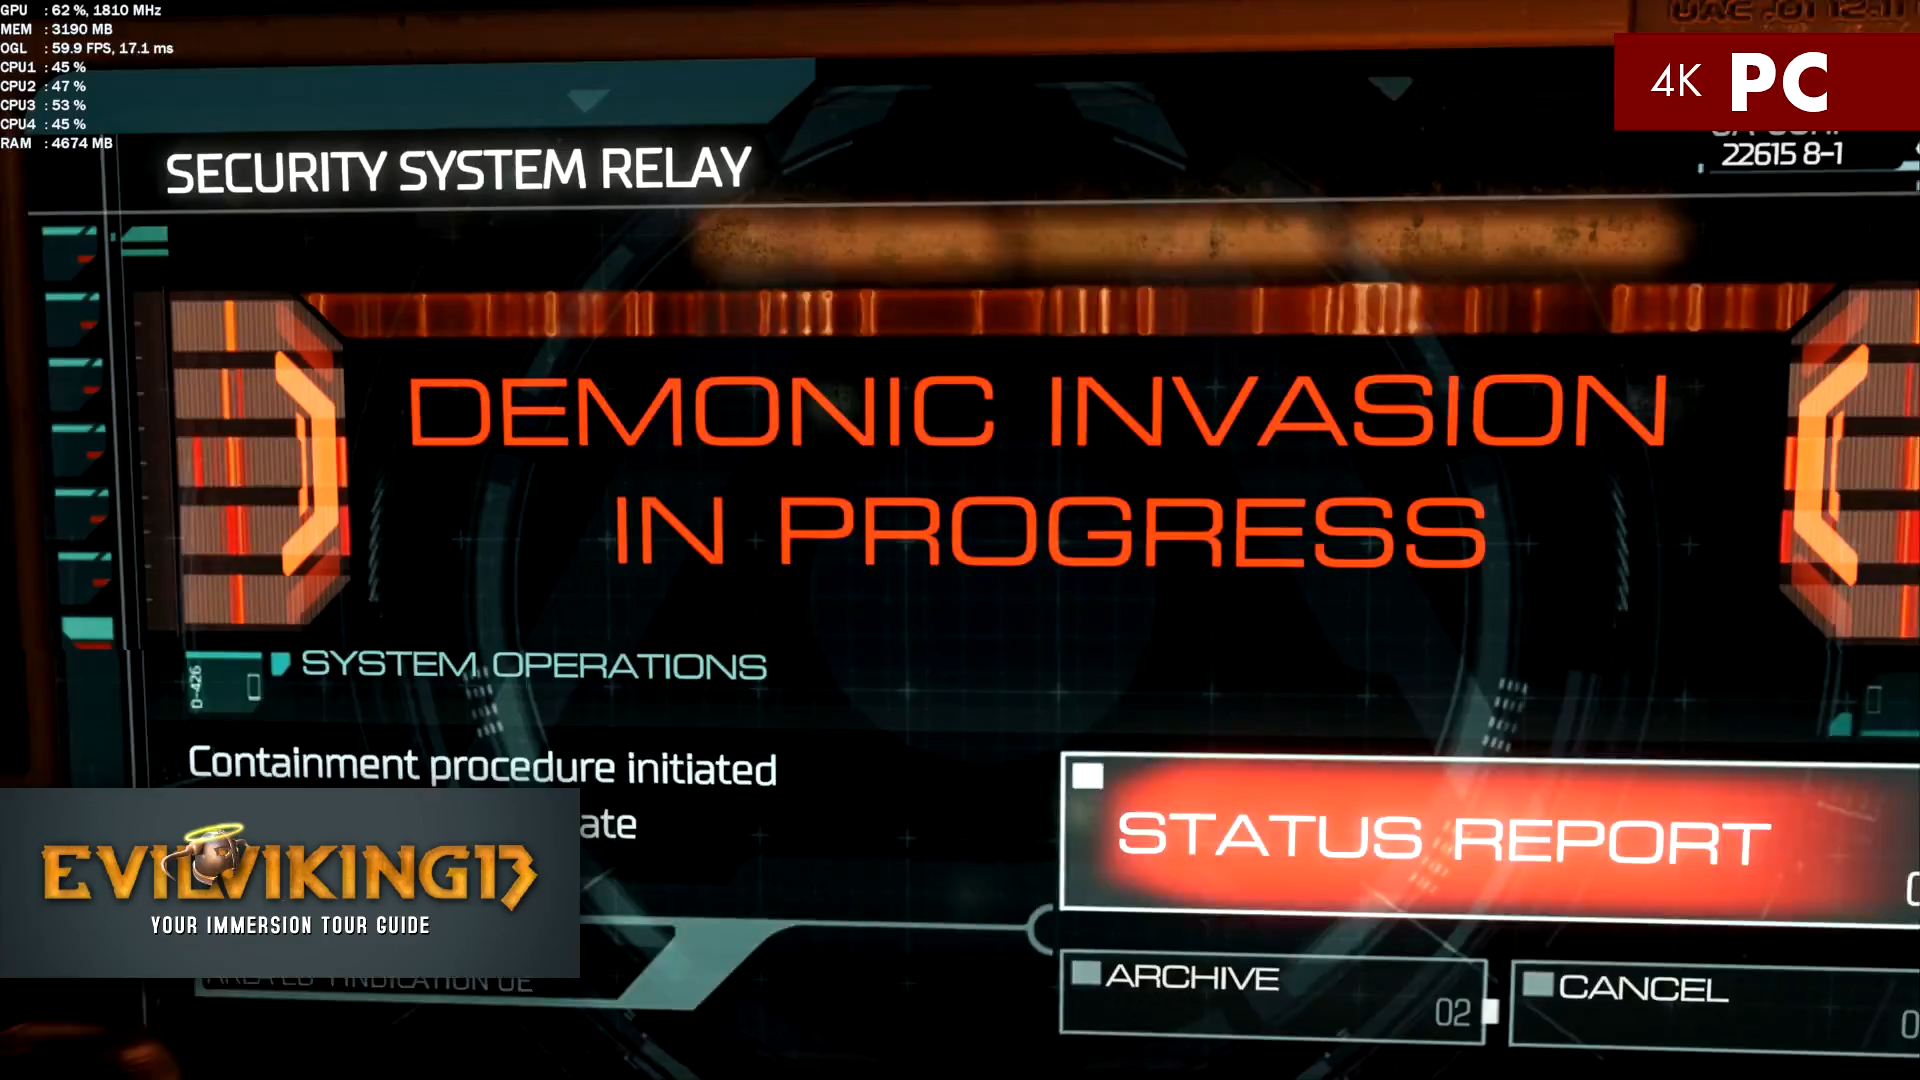 GPU : 62 %, 1810 MHz
MEM : 3190 MB
OGL : 59.9 FPS, 17.1 ms
CPU1 : 45 %
CPU2 : 47 %
CPU3 : 53 %
CPU4 : 45 %
RAM : 4674 MB
4K PC
22615 8-1
SECURITY SYSTEM RELAY
DEMONIC INVASION
IN PROGRESS
D-426
SYSTEM OPERATIONS
Containment procedure initiated
ate
STATUS REPORT
EVILVIKING13
YOUR IMMERSION TOUR GUIDE
ARCHIVE
02
CANCEL